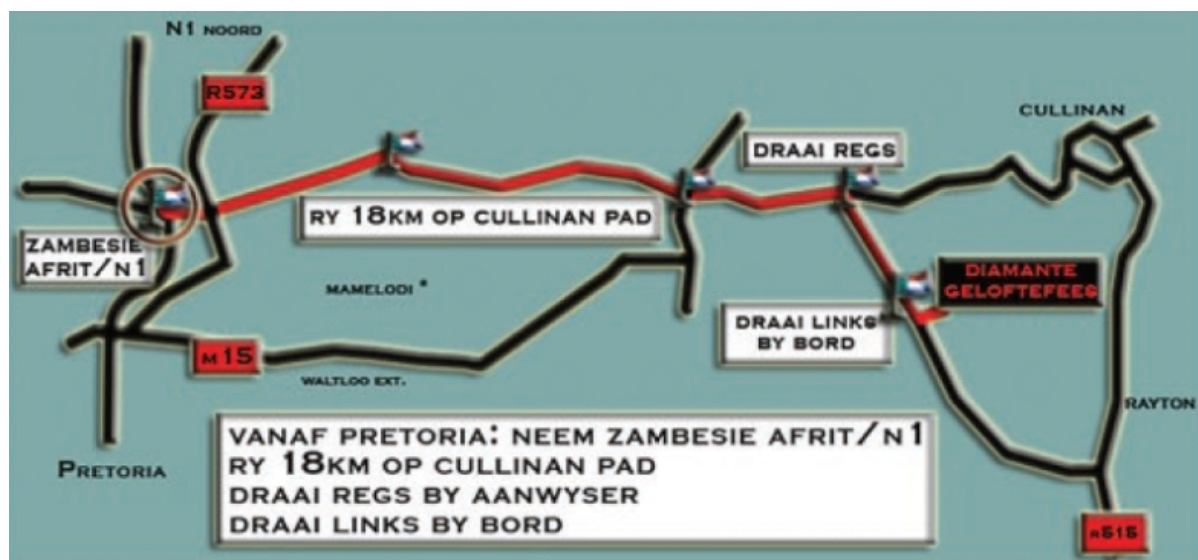 N1 NOORD
R573
CULLINAN
DRAAI REGS
RY 18KM OP CULLINAN PAD
ZAMBESIE
AFRIT/N1
DIAMANTE
GELOFTEFEES
MAMELODI *
DRAAI LINKS
BY BORD
M 15
WALTLOO EXT.
RAYTON
VANAF PRETORIA: NEEM ZAMBESIE AFRIT/N1
RY 18KM OP CULLINAN PAD
DRAAI REGS BY AANWYSER
DRAAI LINKS BY BORD
PRETORIA
R515